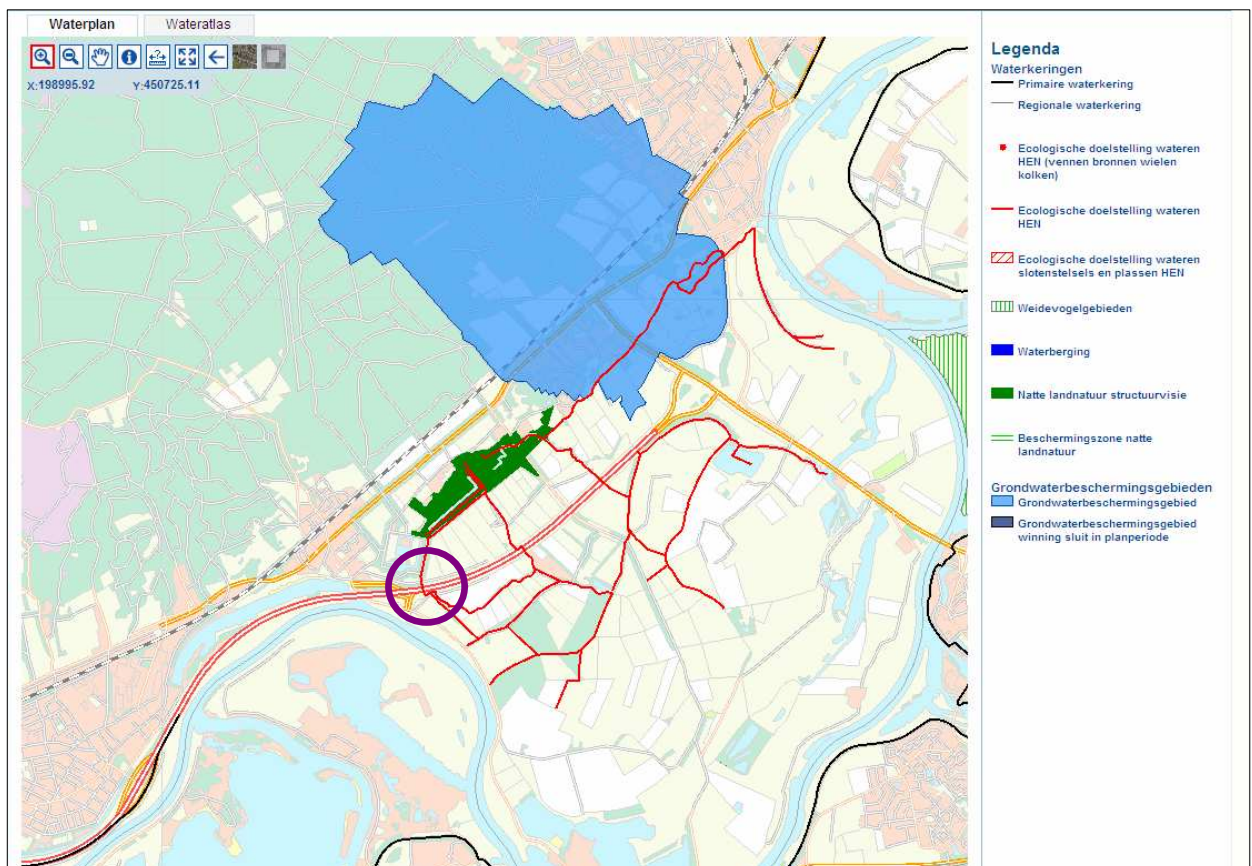 Waterplan
Wateratlas
X:198995.92
Y:450725.11
Legenda
Waterkeringen
Primaire waterkering
Regionale waterkering
Ecologische doelstelling wateren
HEN (vennen bronnen wielen
kolken)
Ecologische doelstelling wateren
HEN
Ecologische doelstelling wateren
slotenstelsels en plassen HEN
Weidevogelgebieden
Waterberging
Natte landnatuur structuurvisie
Beschermingszone natte
landnatuur
Grondwaterbeschermingsgebieden
Grondwaterbeschermingsgebied
Grondwaterbeschermingsgebied
winning sluit in planperiode